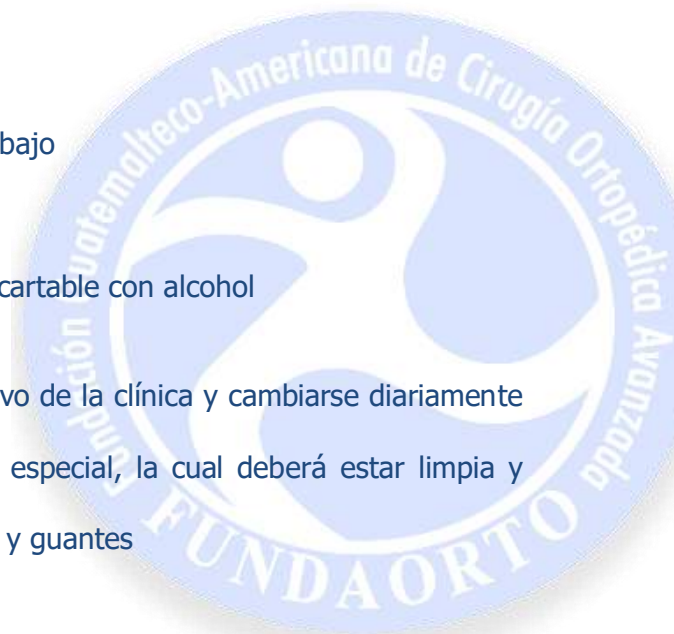 Fundación Guatemalteco-Americana de Cirugía Ortopédica Avanzada
bajo
cartable con alcohol
vo de la clínica y cambiarse diariamente
especial, la cual deberá estar limpia y
y guantes
FUNDAORTO